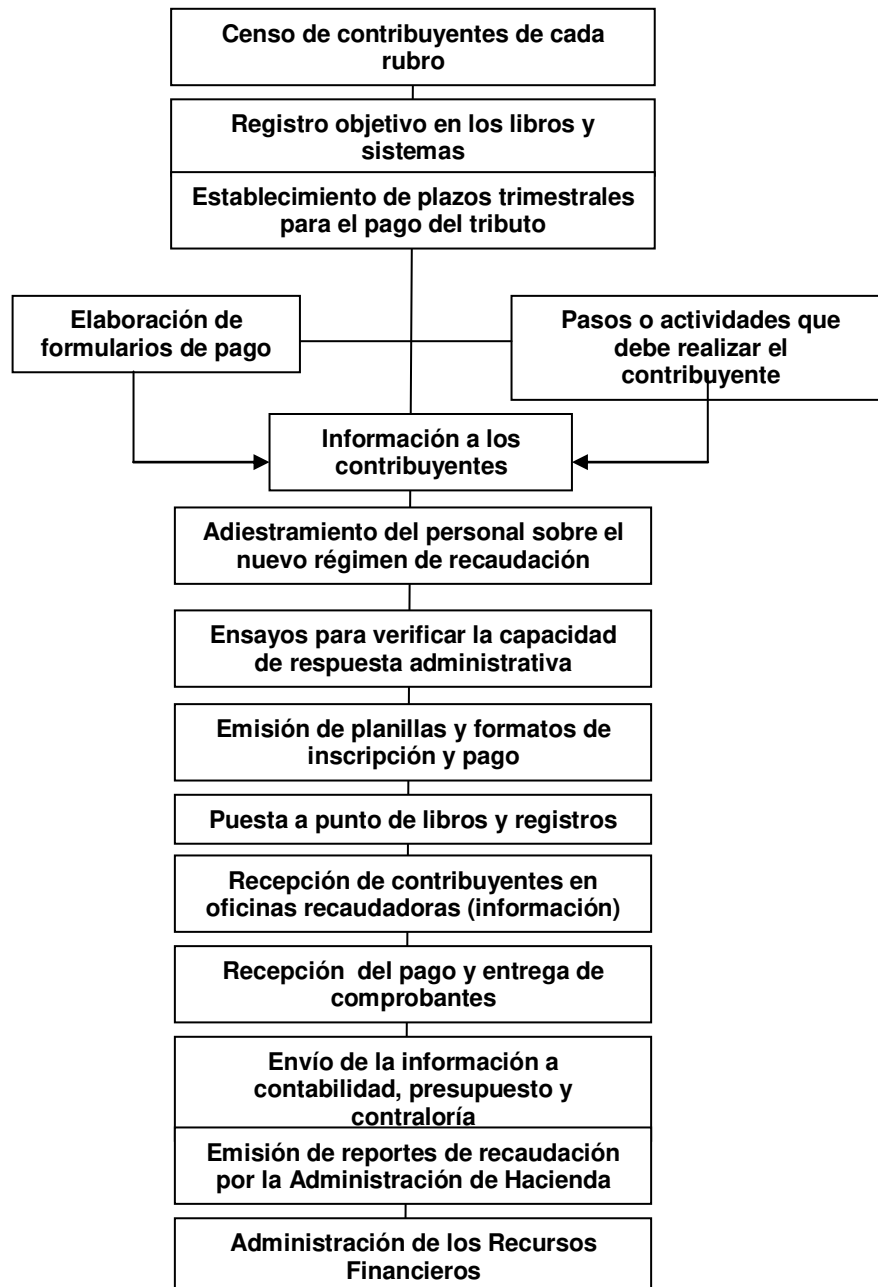 Censo de contribuyentes de cada
rubro
Registro objetivo en los libros y
sistemas
Establecimiento de plazos trimestrales
para el pago del tributo
Elaboración de
formularios de pago
Pasos o actividades que
debe realizar el
contribuyente
Información a los
contribuyentes
Adiestramiento del personal sobre el
nuevo régimen de recaudación
Ensayos para verificar la capacidad
de respuesta administrativa
Emisión de planillas y formatos de
inscripción y pago
Puesta a punto de libros y registros
Recepción de contribuyentes en
oficinas recaudadoras (información)
Recepción del pago y entrega de
comprobantes
Envío de la información a
contabilidad, presupuesto y
contraloría
Emisión de reportes de recaudación
por la Administración de Hacienda
Administración de los Recursos
Financieros